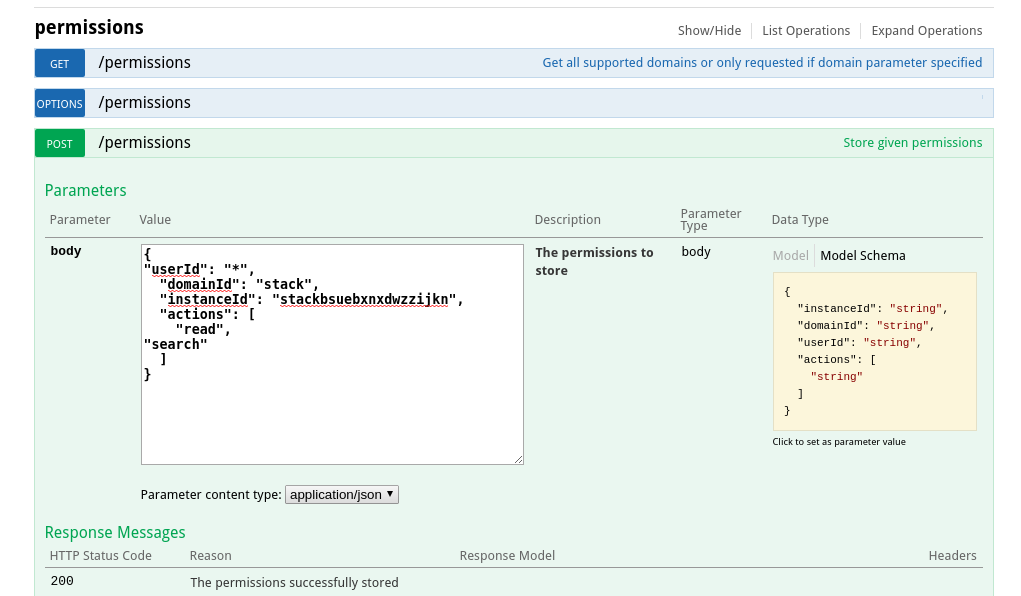 permissions
Show/Hide List Operations Expand Operations
GET /permissions Get all supported domains or only requested if domain parameter specified
OPTIONS /permissions
POST /permissions Store given permissions
Parameters
Parameter Value Description Parameter Type Data Type
body
{
"userId": "*",
  "domainId": "stack",
  "instanceId": "stackbsuebxnxdwzzijkn",
  "actions": [
    "read",
"search"
  ]
}
The permissions to
store
body
Model Model Schema
{
  "instanceId": "string",
  "domainId": "string",
  "userId": "string",
  "actions": [
    "string"
  ]
}
Click to set as parameter value
Parameter content type: application/json
Response Messages
HTTP Status Code Reason Response Model Headers
200 The permissions successfully stored